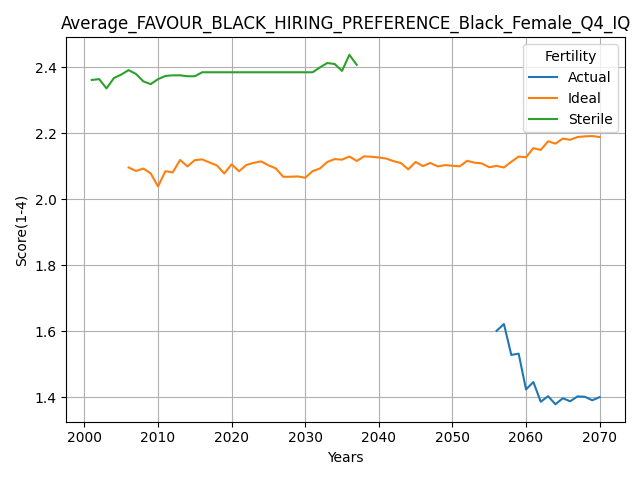 Average_FAVOUR_BLACK_HIRING_PREFERENCE_Black_Female_Q4_IQ
Fertility
Actual
Ideal
Sterile
Score(1-4)
2.4
2.2
2.0
1.8
1.6
1.4
2000 2010 2020 2030 2040 2050 2060 2070
Years